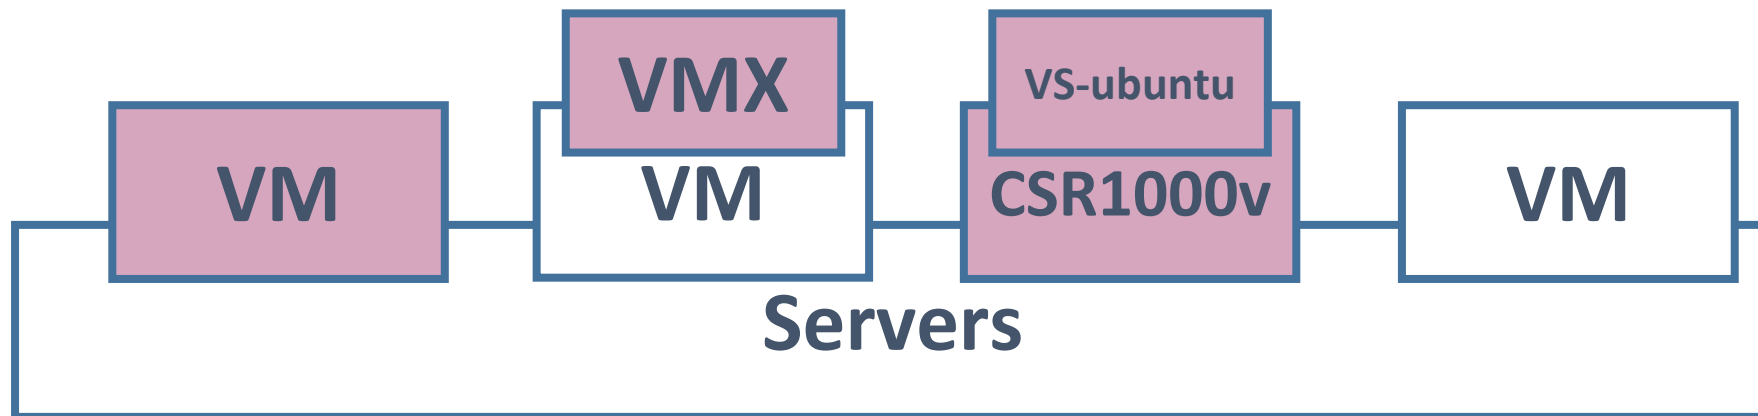 VMX
VS-ubuntu
VM
VM
CSR1000v
VM
Servers